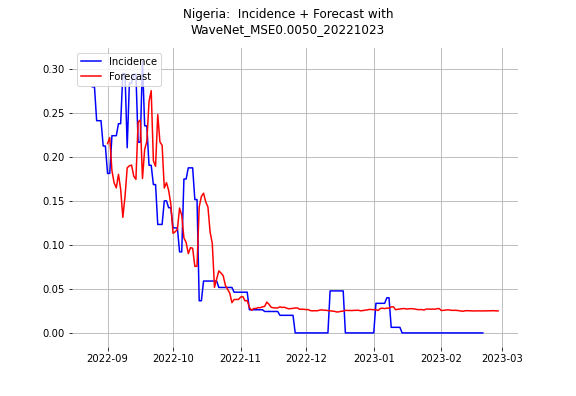 Nigeria:  Incidence + Forecast with
WaveNet_MSE0.0050_20221023
Incidence
Forecast
0.30
0.25
0.20
0.15
0.10
0.05
0.00
2022-09 2022-10 2022-11 2022-12 2023-01 2023-02 2023-03